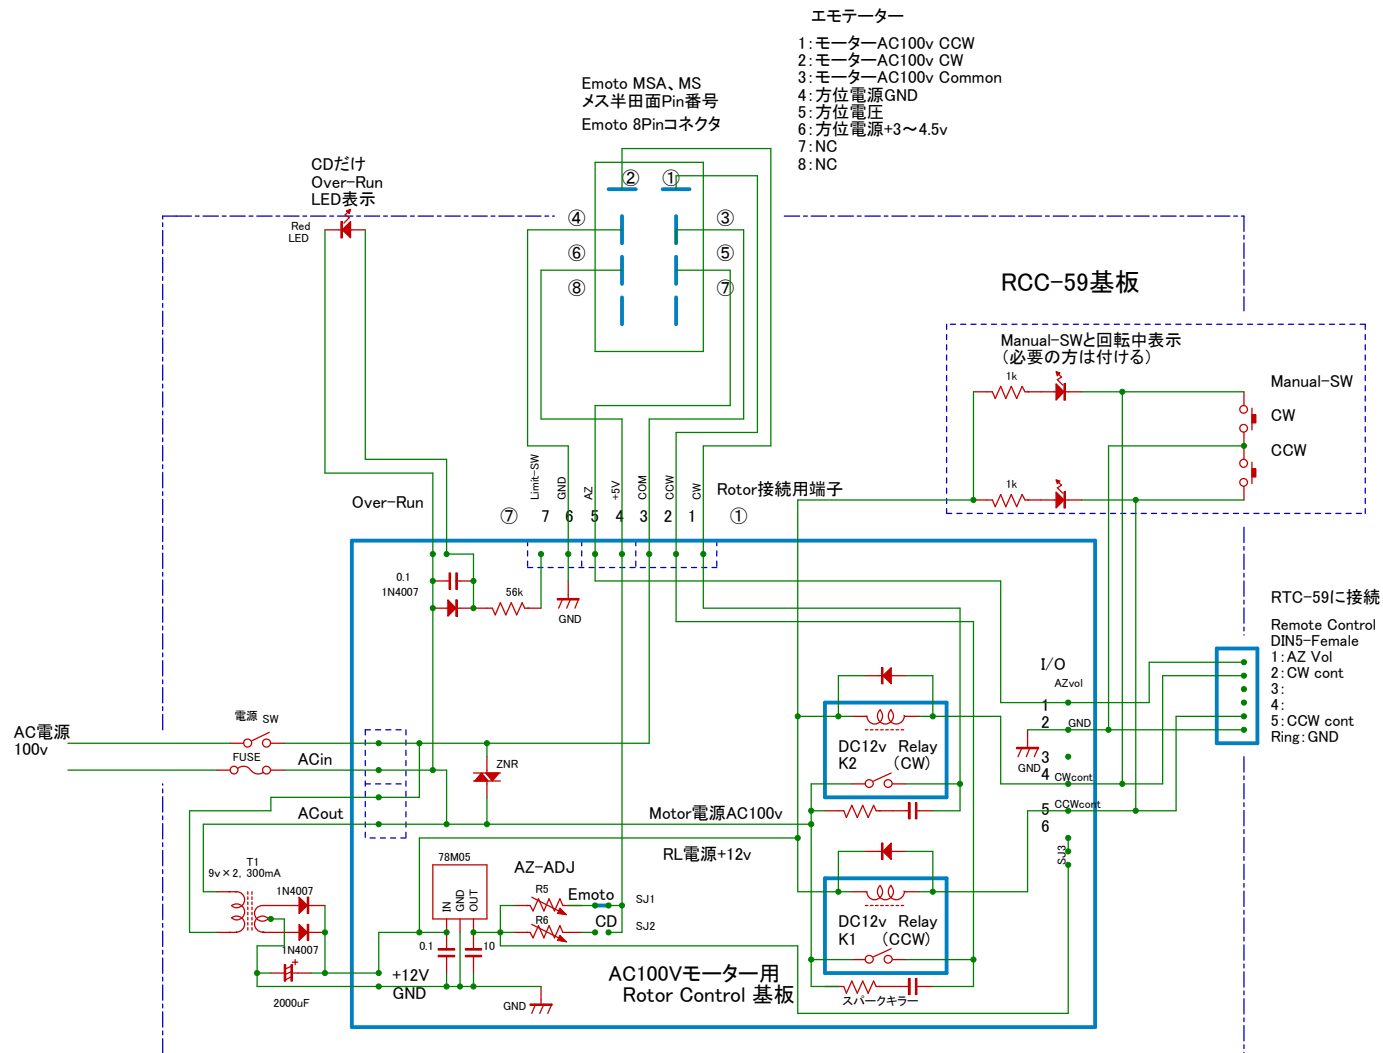 エモテーター
1:モーターAC100v CCW
2:モーターAC100v CW
3:モーターAC100v Common
4:方位電源GND
5:方位電圧
6:方位電源+3～4.5v
7:NC
8:NC
Emoto MSA、MS
メス半田面Pin番号
Emoto 8Pinコネクタ
CDだけ
Over-Run
LED表示
Red
LED
②
①
④
③
⑥
⑤
⑧
⑦
RCC-59基板
Manual-SWと回転中表示
(必要の方は付ける)
1k
Manual-SW
CW
CCW
1k
Over-Run
Limit-SW
GND
AZ
+5V
COM
CCW
CW
Rotor接続用端子
⑦
7
6
5
4
3
2
1
①
0.1
1N4007
56k
GND
RTC-59に接続
Remote Control
DIN5-Female
1:AZ Vol
2:CW cont
3:
4:
5:CCW cont
Ring:GND
I/O
AZvol
1
2
GND
GND
3
4
CWcont
5
CCWcont
6
SJ3
AC電源
100v
電源 SW
FUSE
ACin
ACout
ZNR
DC12v Relay
K2 (CW)
Motor電源AC100v
RL電源+12v
T1
9v×2, 300mA
1N4007
1N4007
2000uF
78M05
IN
GND
OUT
0.1
10
AZ-ADJ
R5
Emoto
SJ1
R6
CD
SJ2
DC12v Relay
K1 (CCW)
スパークキラー
+12V
GND
GND
AC100Vモーター用
Rotor Control 基板